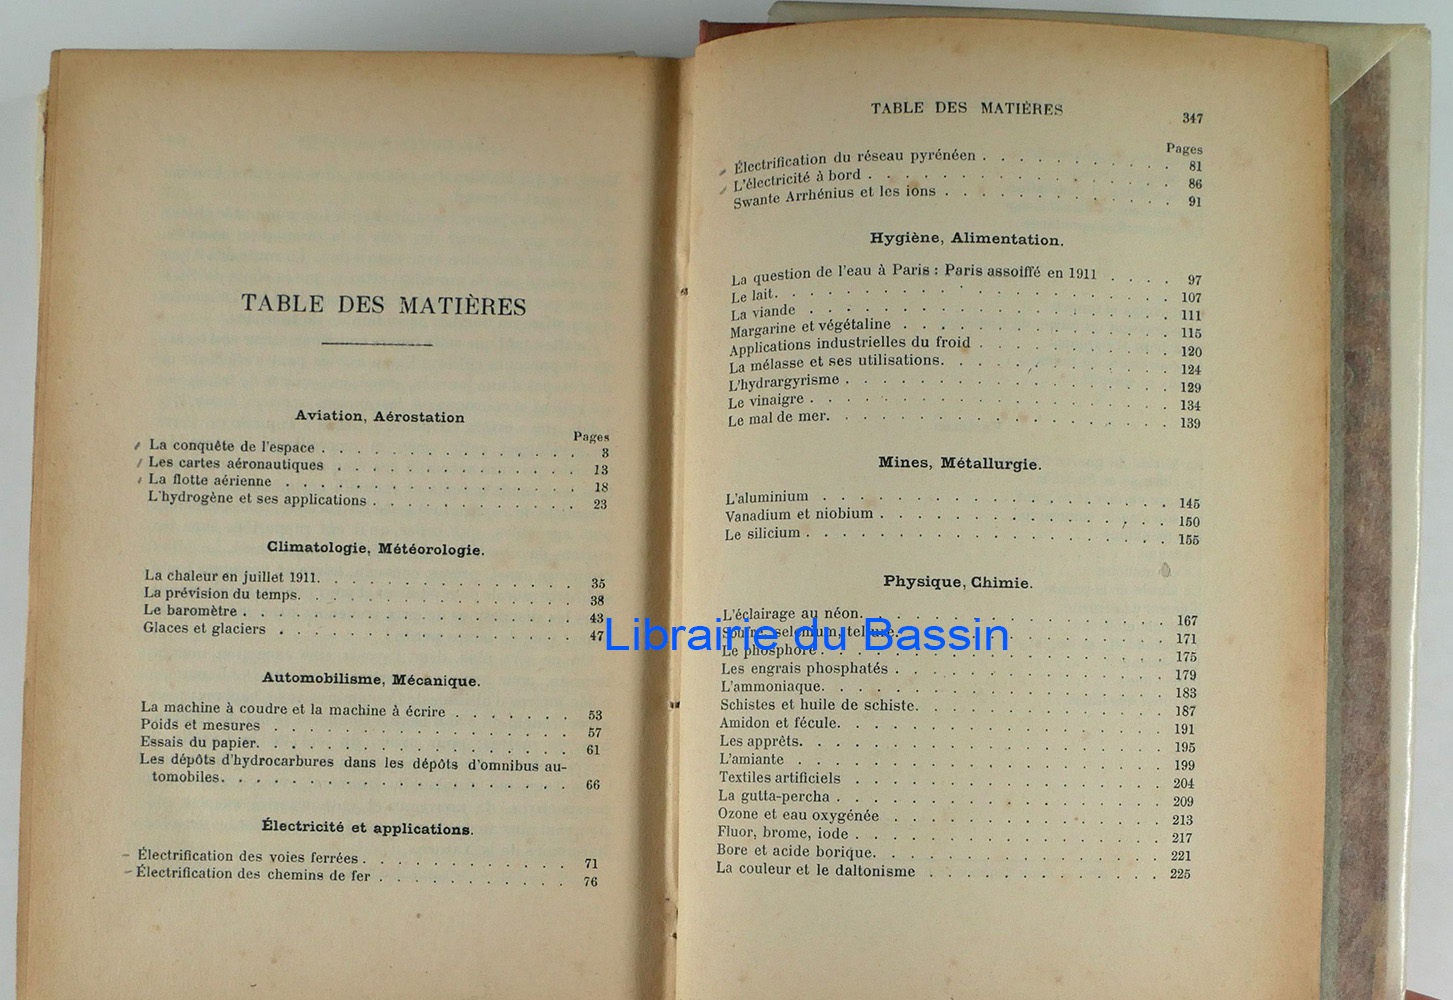 TABLE DES MATIÈRES
Aviation, Aérostation
Pages
La conquête de l'espace . . . . . . . . . . . . . . . 3
Les cartes aéronautiques . . . . . . . . . . . . . . 13
La flotte aérienne . . . . . . . . . . . . . . . . . 18
L'hydrogène et ses applications . . . . . . . . . . . . 23
Climatologie, Météorologie.
La chaleur en juillet 1911. . . . . . . . . . . . . . . 35
La prévision du temps. . . . . . . . . . . . . . . . 38
Le baromètre . . . . . . . . . . . . . . . . . . . 43
Glaces et glaciers . . . . . . . . . . . . . . . . . 47
Automobilisme, Mécanique.
La machine à coudre et la machine à écrire . . . . . . . 53
Poids et mesures . . . . . . . . . . . . . . . . . 57
Essais du papier. . . . . . . . . . . . . . . . . . 61
Les dépôts d'hydrocarbures dans les dépôts d'omnibus au-
tomobiles. . . . . . . . . . . . . . . . . . . . 66
Électricité et applications.
Électrification des voies ferrées . . . . . . . . . . . . 71
Électrification des chemins de fer . . . . . . . . . . . 76
TABLE DES MATIÈRES 347
Pages
Électrification du réseau pyrénéen . . . . . . . . . . . 81
L'électricité à bord . . . . . . . . . . . . . . . . . 86
Swante Arrhénius et les ions . . . . . . . . . . . . . 91
Hygiène, Alimentation.
La question de l'eau à Paris : Paris assoiffé en 1911 . . . . 97
Le lait. . . . . . . . . . . . . . . . . . . . . . 107
La viande . . . . . . . . . . . . . . . . . . . . 111
Margarine et végétaline . . . . . . . . . . . . . . . 115
Applications industrielles du froid . . . . . . . . . . . 120
La mélasse et ses utilisations. . . . . . . . . . . . . 124
L'hydrargyrisme . . . . . . . . . . . . . . . . . . 129
Le vinaigre . . . . . . . . . . . . . . . . . . . . 134
Le mal de mer. . . . . . . . . . . . . . . . . . . 139
Mines, Métallurgie.
L'aluminium . . . . . . . . . . . . . . . . . . . 145
Vanadium et niobium . . . . . . . . . . . . . . . . 150
Le silicium . . . . . . . . . . . . . . . . . . . . 155
Physique, Chimie.
L'éclairage au néon. . . . . . . . . . . . . . . . . 167
Soufre, selenium, tellure. . . . . . . . . . . . . . . 171
Le phosphore . . . . . . . . . . . . . . . . . . . 175
Les engrais phosphatés . . . . . . . . . . . . . . . 179
L'ammoniaque. . . . . . . . . . . . . . . . . . . 183
Schistes et huile de schiste. . . . . . . . . . . . . . 187
Amidon et fécule. . . . . . . . . . . . . . . . . . 191
Les apprêts. . . . . . . . . . . . . . . . . . . . 195
L'amiante . . . . . . . . . . . . . . . . . . . . 199
Textiles artificiels . . . . . . . . . . . . . . . . . 204
La gutta-percha . . . . . . . . . . . . . . . . . . 209
Ozone et eau oxygénée . . . . . . . . . . . . . . . 213
Fluor, brome, iode . . . . . . . . . . . . . . . . . 217
Bore et acide borique. . . . . . . . . . . . . . . . 221
La couleur et le daltonisme . . . . . . . . . . . . . 225
Librairie du Bassin